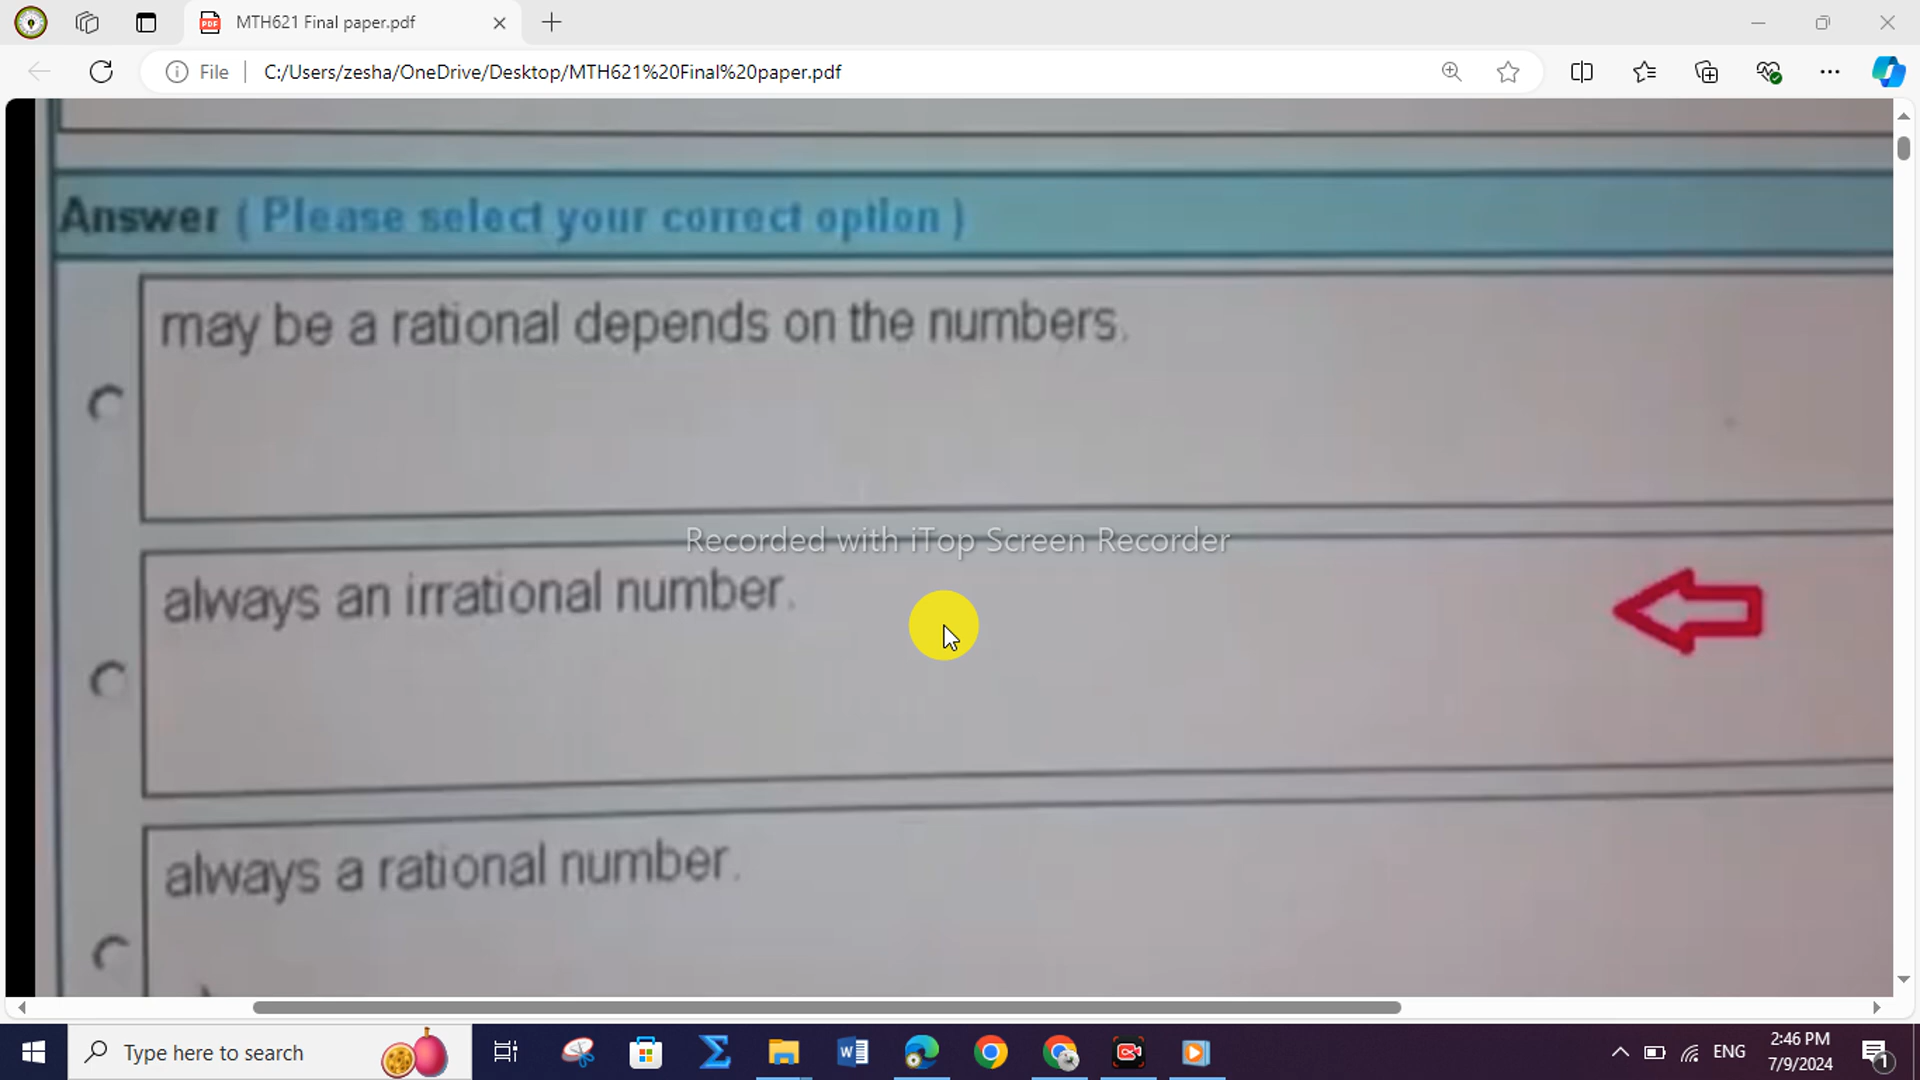 MTH621 Final paper.pdf
File C:/Users/zesha/OneDrive/Desktop/MTH621%20Final%20paper.pdf
Answer ( Please select your correct option )
may be a rational depends on the numbers.
Recorded with iTop Screen Recorder
always an irrational number.
always a rational number.
Type here to search
ENG
2:46 PM
7/9/2024
1